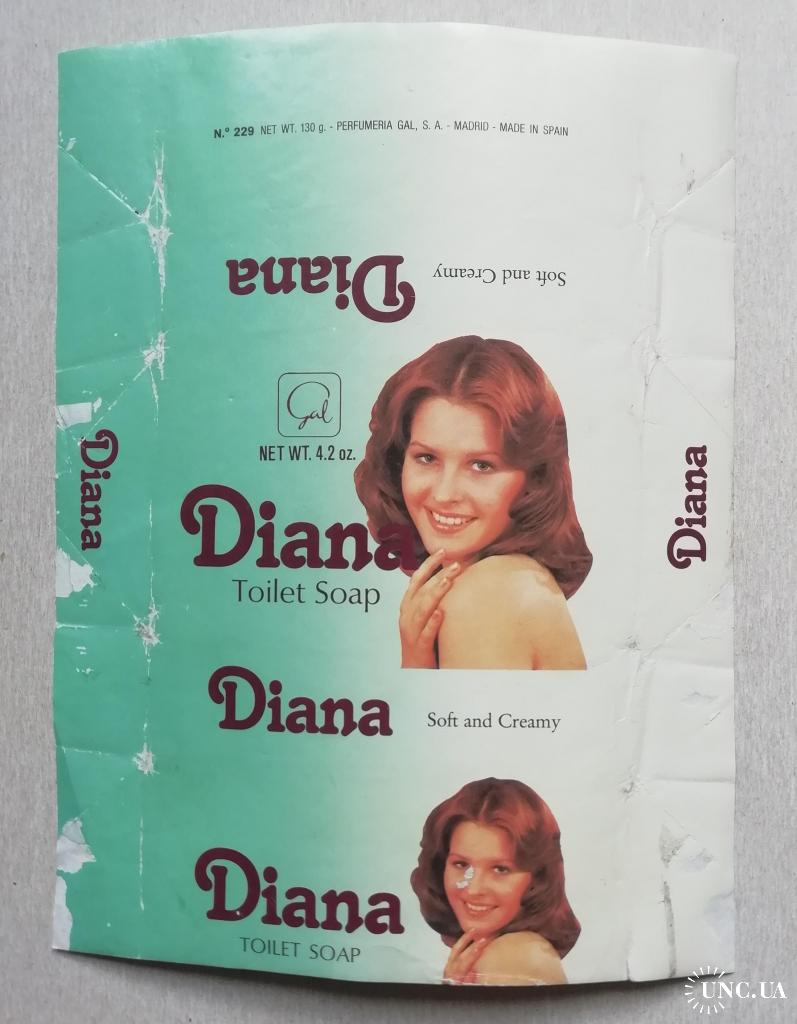 N.º 229 NET WT. 130 g. - PERFUMERIA GAL, S. A. - MADRID - MADE IN SPAIN
Diana Soft and Creamy
Gal
NET WT. 4.2 oz.
Diana
Diana
Diana
Toilet Soap
Diana Soft and Creamy
Diana
TOILET SOAP
UNC.UA